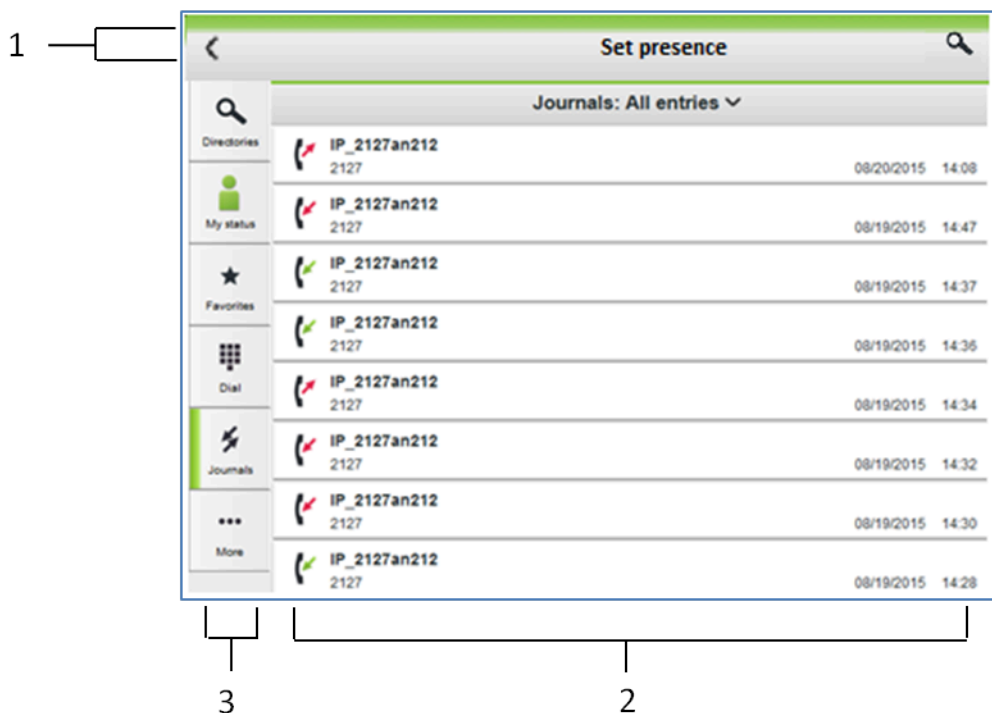 1
Set presence
Journals: All entries
Directories
My status
Favorites
Dial
Journals
More
IP_2127an212
2127 08/20/2015 14:08
IP_2127an212
2127 08/19/2015 14:47
IP_2127an212
2127 08/19/2015 14:37
IP_2127an212
2127 08/19/2015 14:36
IP_2127an212
2127 08/19/2015 14:34
IP_2127an212
2127 08/19/2015 14:32
IP_2127an212
2127 08/19/2015 14:30
IP_2127an212
2127 08/19/2015 14:28
3
2